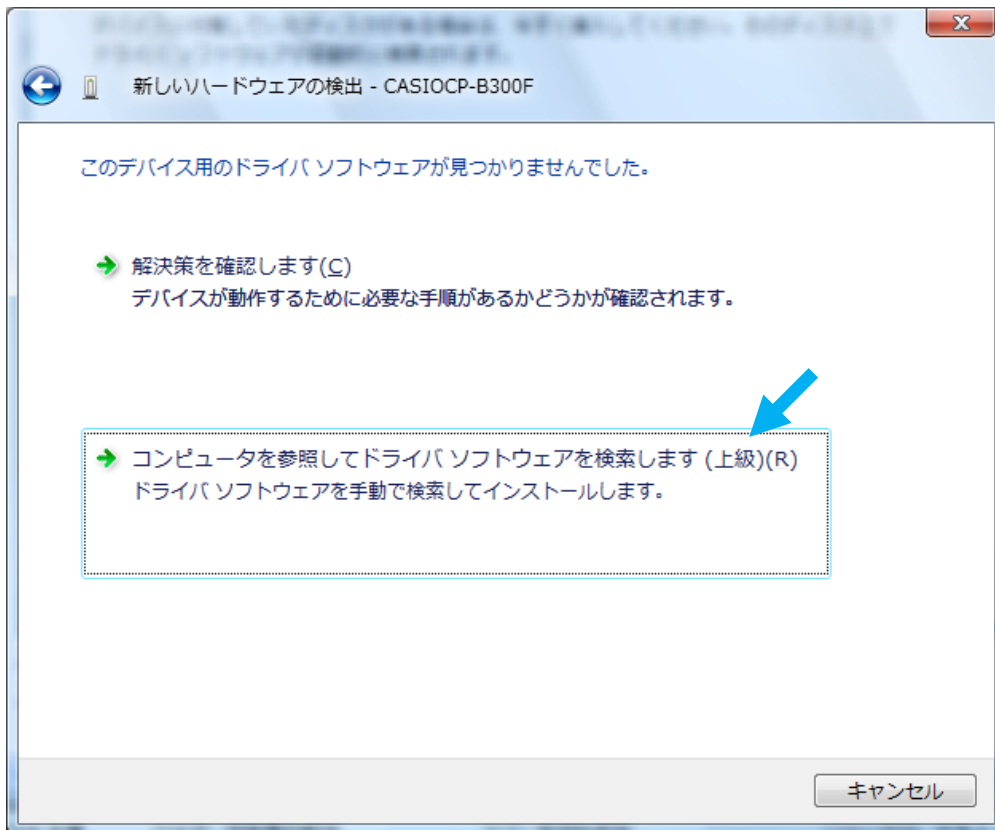 新しいハードウェアの検出 - CASIOCP-B300F
このデバイス用のドライバ ソフトウェアが見つかりませんでした。
解決策を確認します(C)
デバイスが動作するために必要な手順があるかどうかが確認されます。
コンピュータを参照してドライバ ソフトウェアを検索します (上級)(R)
ドライバ ソフトウェアを手動で検索してインストールします。
キャンセル